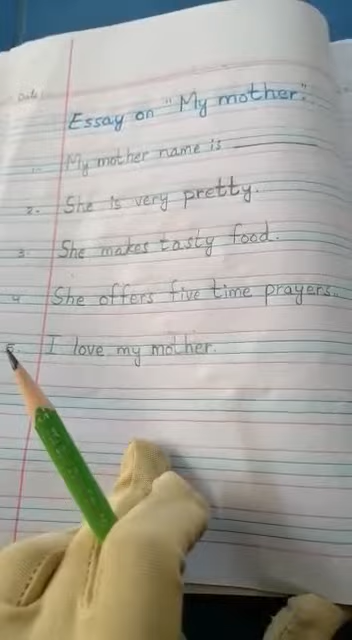 Date
Essay on "My mother".
1. My mother name is ________
2. She is very pretty.
3. She makes tasty food.
4 She offers five time prayers.
5 I love my mother.